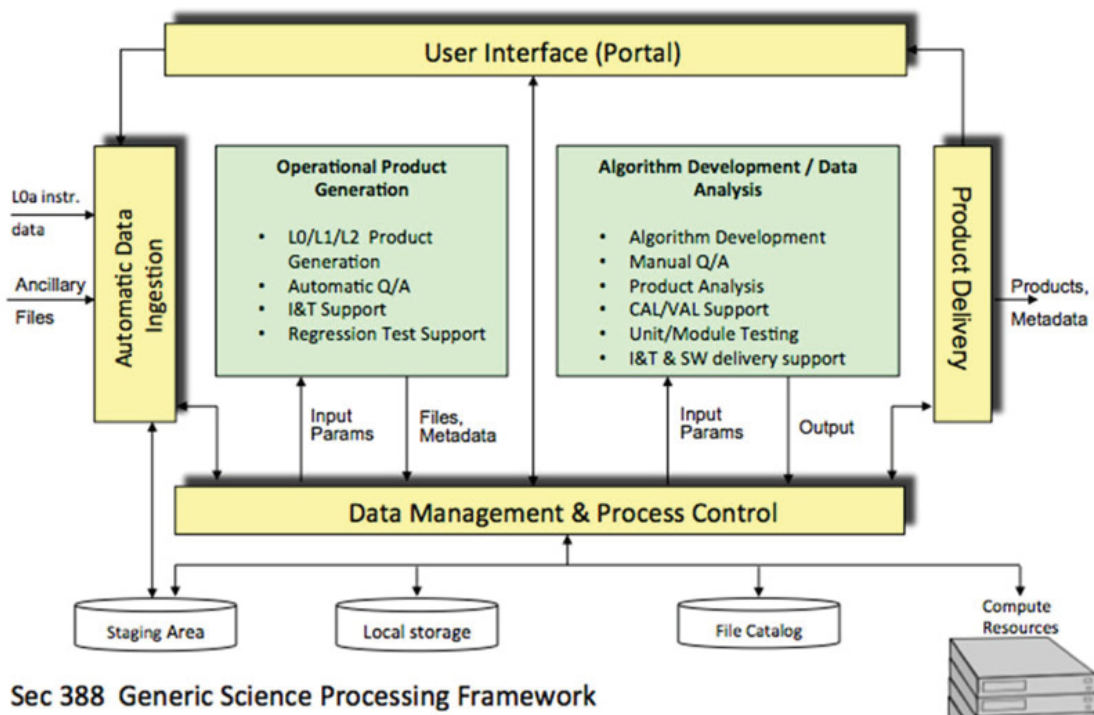 User Interface (Portal)
L0a instr.
data
Ancillary
Files
Automatic Data
Ingestion
Operational Product
Generation
• L0/L1/L2 Product
Generation
• Automatic Q/A
• I&T Support
• Regression Test Support
Algorithm Development / Data
Analysis
• Algorithm Development
• Manual Q/A
• Product Analysis
• CAL/VAL Support
• Unit/Module Testing
• I&T & SW delivery support
Product Delivery
Products,
Metadata
Input
Params
Files,
Metadata
Input
Params
Output
Data Management & Process Control
Staging Area
Local storage
File Catalog
Compute
Resources
Sec 388 Generic Science Processing Framework